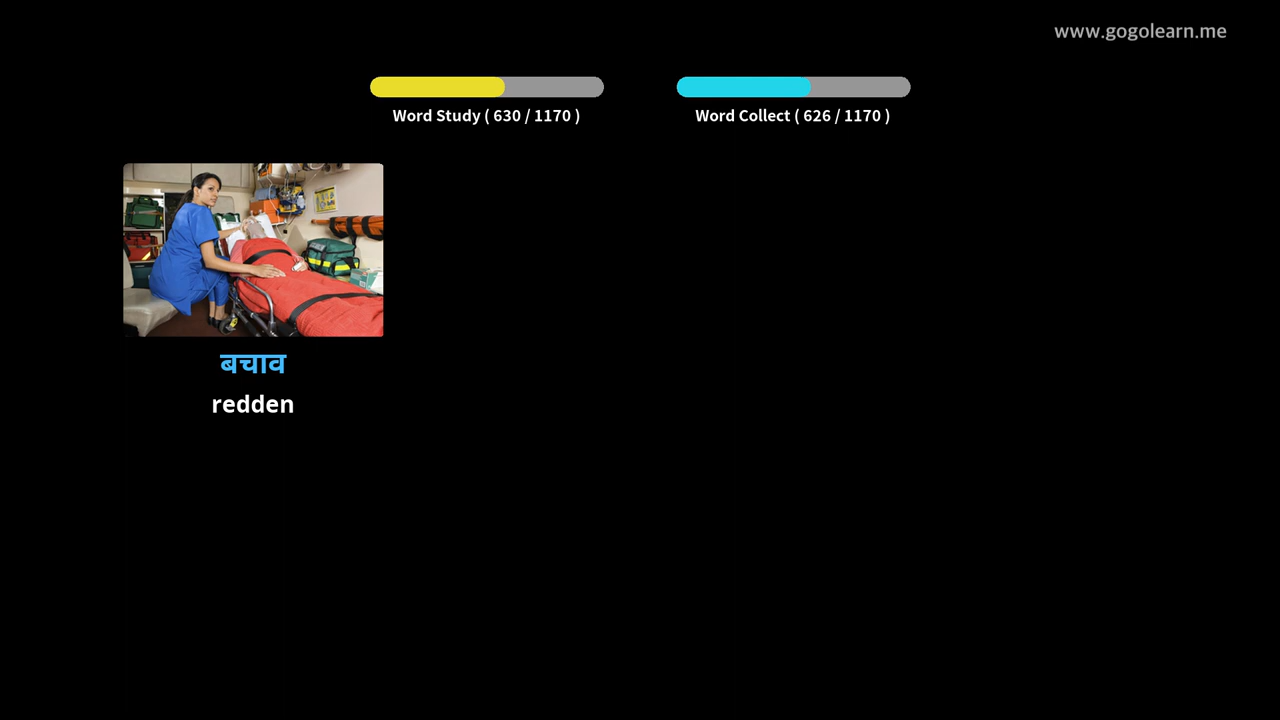 www.gogolearn.me
Word Study ( 630 / 1170 )
Word Collect ( 626 / 1170 )
बचाव
redden